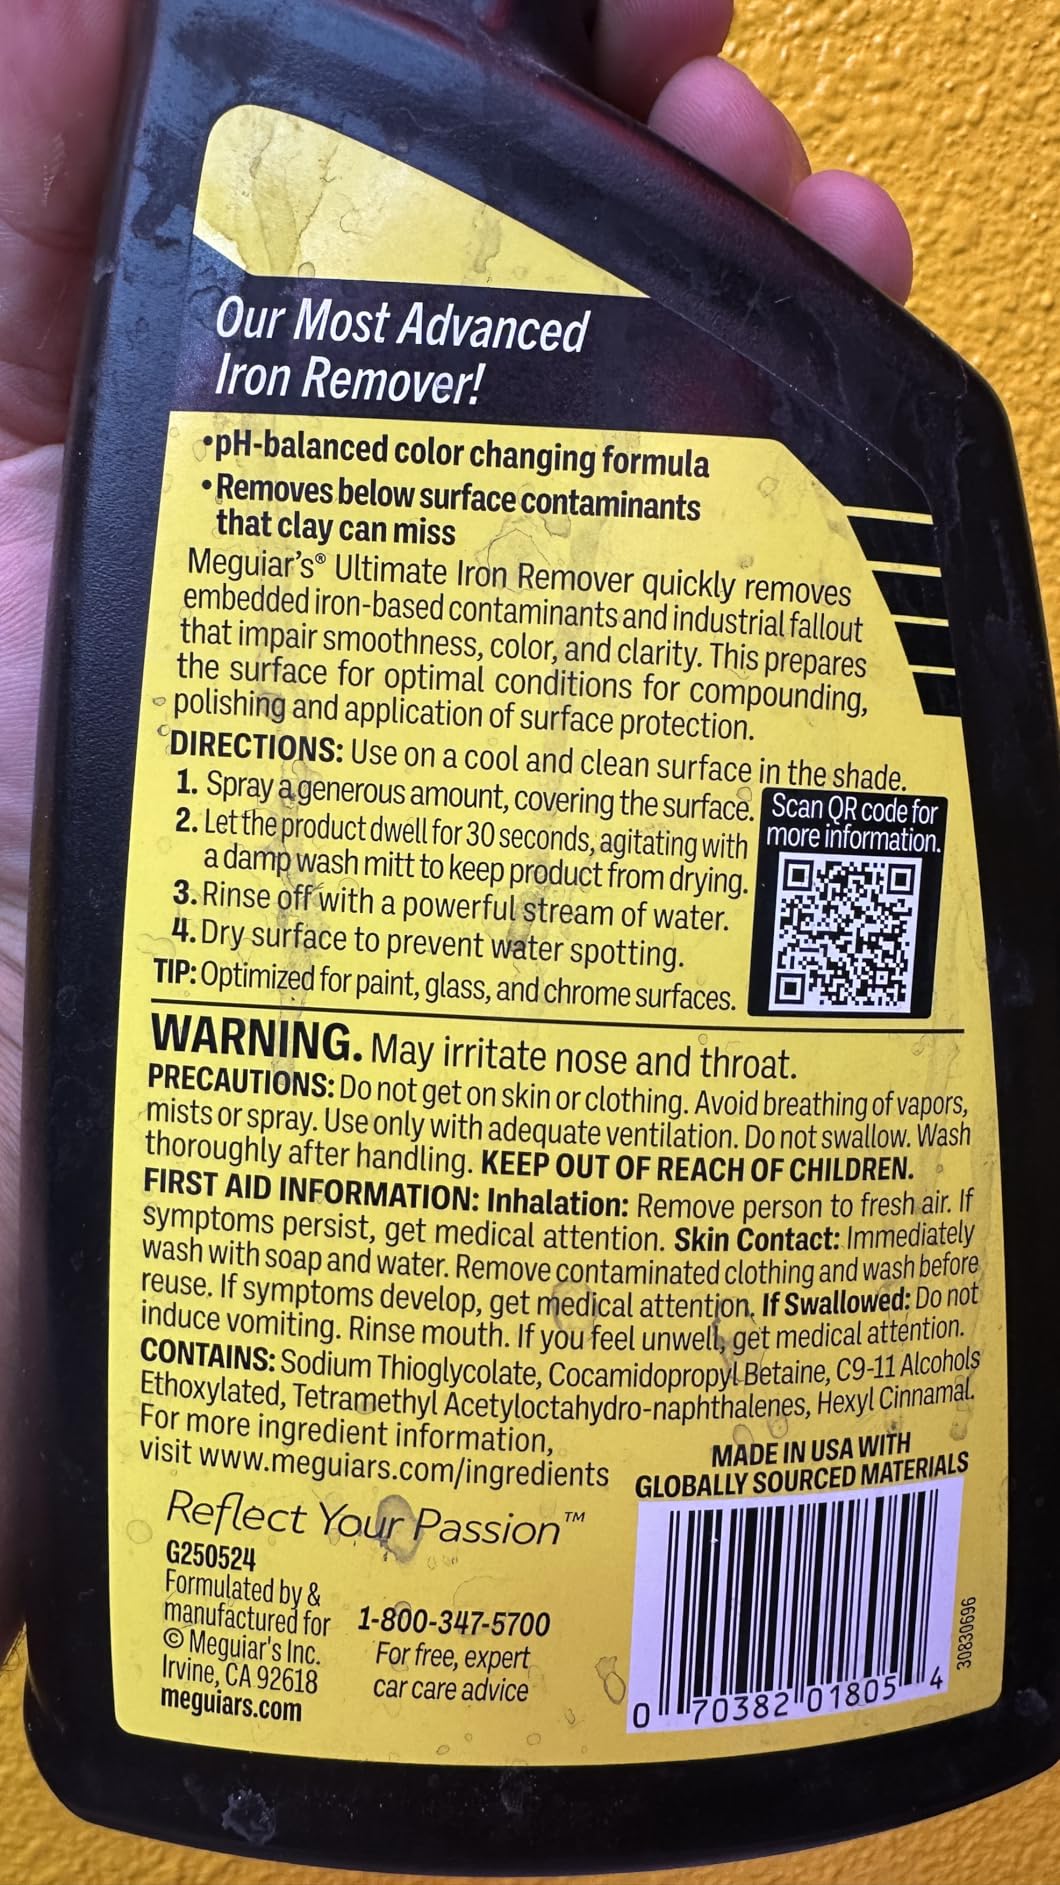 Our Most Advanced
Iron Remover!
•pH-balanced color changing formula
•Removes below surface contaminants
that clay can miss
Meguiar's® Ultimate Iron Remover quickly removes
embedded iron-based contaminants and industrial fallout
that impair smoothness, color, and clarity. This prepares
the surface for optimal conditions for compounding,
polishing and application of surface protection.
DIRECTIONS: Use on a cool and clean surface in the shade.
1. Spray a generous amount, covering the surface.
2. Let the product dwell for 30 seconds, agitating with
a damp wash mitt to keep product from drying.
3. Rinse off with a powerful stream of water.
4. Dry surface to prevent water spotting.
TIP: Optimized for paint, glass, and chrome surfaces.
Scan QR code for
more information.
WARNING. May irritate nose and throat.
PRECAUTIONS: Do not get on skin or clothing. Avoid breathing of vapors,
mists or spray. Use only with adequate ventilation. Do not swallow. Wash
thoroughly after handling. KEEP OUT OF REACH OF CHILDREN.
FIRST AID INFORMATION: Inhalation: Remove person to fresh air. If
symptoms persist, get medical attention. Skin Contact: Immediately
wash with soap and water. Remove contaminated clothing and wash before
reuse. If symptoms develop, get medical attention. If Swallowed: Do not
induce vomiting. Rinse mouth. If you feel unwell, get medical attention.
CONTAINS: Sodium Thioglycolate, Cocamidopropyl Betaine, C9-11 Alcohols
Ethoxylated, Tetramethyl Acetyloctahydro-naphthalenes, Hexyl Cinnamal.
For more ingredient information,
visit www.meguiars.com/ingredients
MADE IN USA WITH
GLOBALLY SOURCED MATERIALS
Reflect Your Passion™
G250524
Formulated by &
manufactured for
© Meguiar's Inc.
Irvine, CA 92618
meguiars.com
1-800-347-5700
For free, expert
car care advice
0 70382 01805 4
30830696